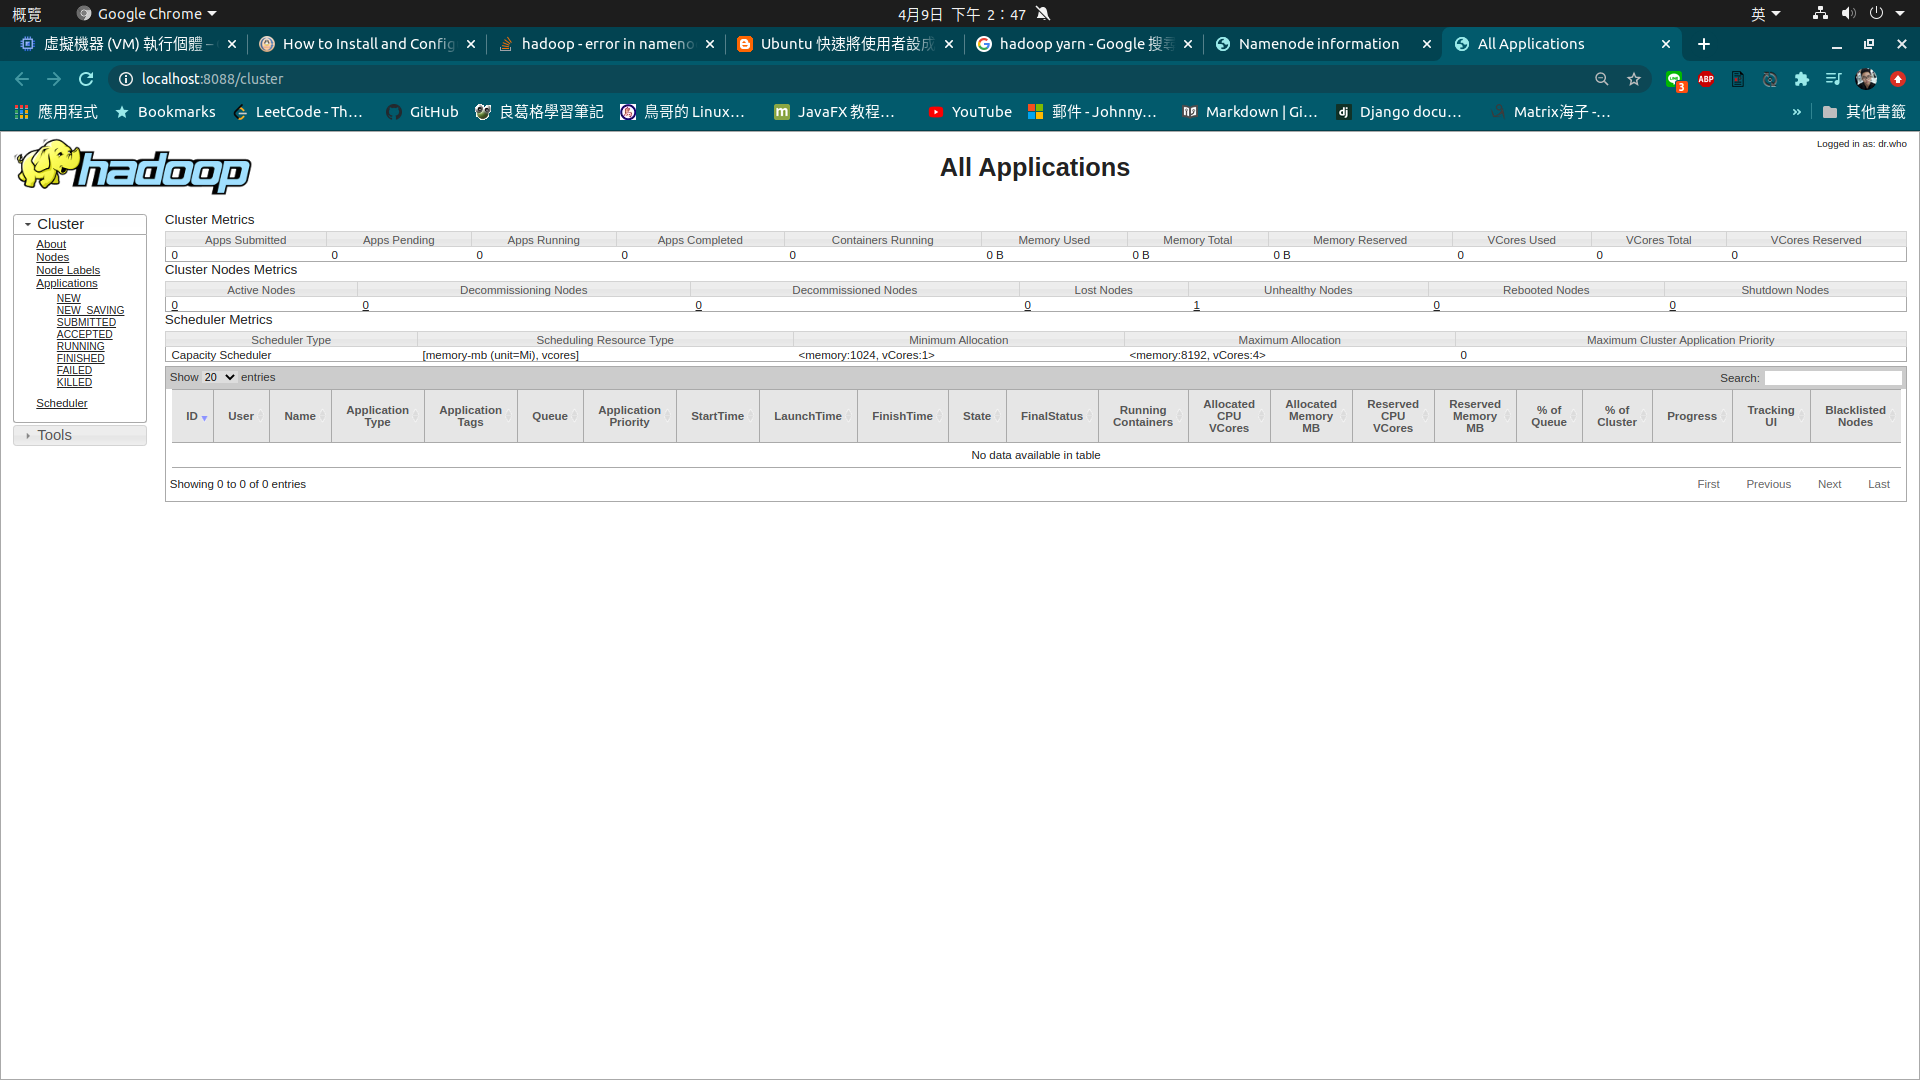 概覽
Google Chrome
4月9日 下午 2：47
英
虛擬機器 (VM) 執行個體 –
How to Install and Config
hadoop - error in nameno
Ubuntu 快速將使用者設成
hadoop yarn - Google 搜尋
Namenode information
All Applications
localhost:8088/cluster
ABP
3
應用程式
Bookmarks
LeetCode - Th…
GitHub
良葛格學習筆記
鳥哥的 Linux…
JavaFX 教程…
YouTube
郵件 - Johnny…
Markdown | Gi…
Django docu…
Matrix海子 -…
»
其他書籤
hadoop
All Applications
Logged in as: dr.who
Cluster
About
Nodes
Node Labels
Applications
NEW
NEW_SAVING
SUBMITTED
ACCEPTED
RUNNING
FINISHED
FAILED
KILLED
Scheduler
Tools
Cluster Metrics
Apps Submitted Apps Pending Apps Running Apps Completed Containers Running Memory Used Memory Total Memory Reserved VCores Used VCores Total VCores Reserved
0 0 0 0 0 0 B 0 B 0 B 0 0 0
Cluster Nodes Metrics
Active Nodes Decommissioning Nodes Decommissioned Nodes Lost Nodes Unhealthy Nodes Rebooted Nodes Shutdown Nodes
0 0 0 0 1 0 0
Scheduler Metrics
Scheduler Type Scheduling Resource Type Minimum Allocation Maximum Allocation Maximum Cluster Application Priority
Capacity Scheduler [memory-mb (unit=Mi), vcores] <memory:1024, vCores:1> <memory:8192, vCores:4> 0
Show 20 entries
Search:
ID
User
Name
Application
Type
Application
Tags
Queue
Application
Priority
StartTime
LaunchTime
FinishTime
State
FinalStatus
Running
Containers
Allocated
CPU
VCores
Allocated
Memory
MB
Reserved
CPU
VCores
Reserved
Memory
MB
% of
Queue
% of
Cluster
Progress
Tracking
UI
Blacklisted
Nodes
No data available in table
Showing 0 to 0 of 0 entries
First Previous Next Last